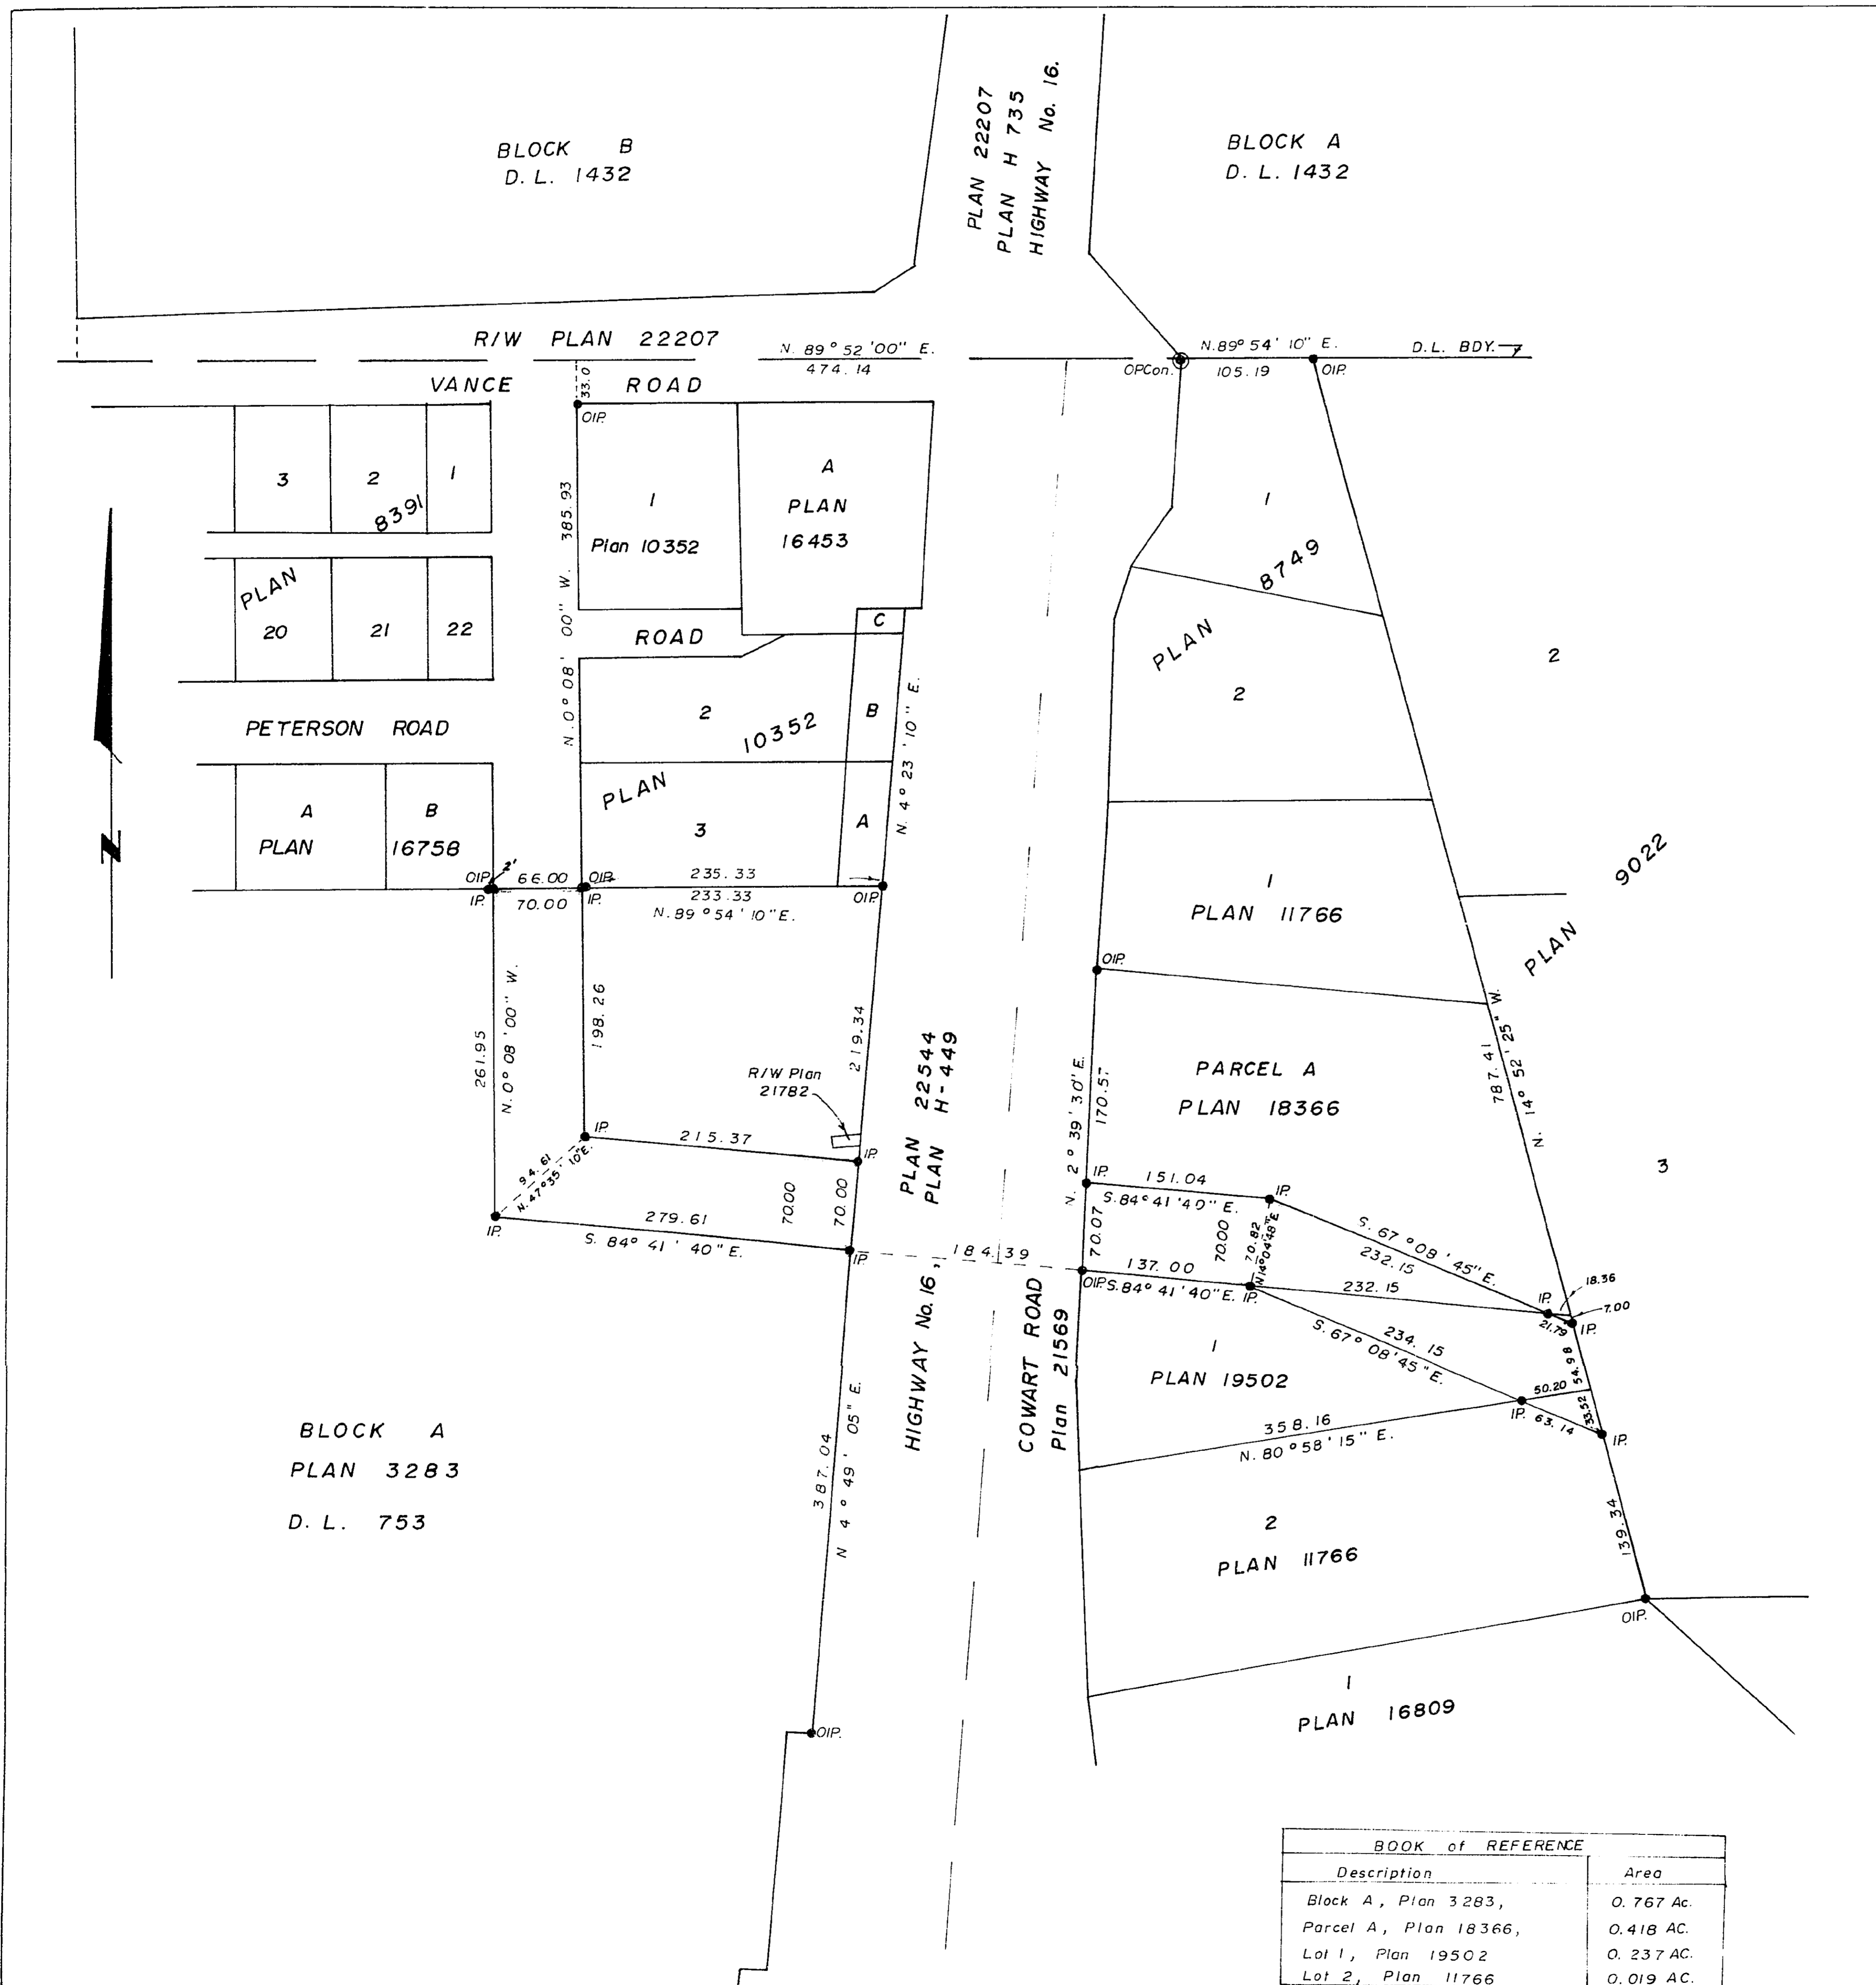 BLOCK B
D. L. 1432
PLAN 22207
PLAN H 735
HIGHWAY No. 16.
BLOCK A
D. L. 1432
R/W PLAN 22207
N. 89° 52' 00" E.
474.14
N. 89° 54' 10" E.
105.19
D.L. BDY.
OPCon.
OIP.
VANCE ROAD
33.0
OIP.
3
2
1
8391
PLAN
20
21
22
385.93
N. 0° 08' 00" W.
1
Plan 10352
A
PLAN
16453
C
ROAD
2
10352
B
N. 4° 23' 10" E.
PLAN
3
A
PETERSON ROAD
A
B
PLAN 16758
N
1
8749
PLAN
2
2
1
PLAN 11766
9022
PLAN
3
OIP.
2'
66.00
OIP.
235.33
IP.
70.00
IP.
233.33
OIP.
N. 89° 54' 10" E.
261.95
N. 0° 08' 00" W.
198.26
219.34
R/W Plan
21782
PLAN 22544
PLAN H-449
OIP.
N. 2° 39' 30" E.
170.57
PARCEL A
PLAN 18366
787.41
N. 14° 52' 25" W.
IP.
215.37
IP.
94.61
N. 47° 35' 10" E.
70.00
70.00
IP.
279.61
S. 84° 41' 40" E.
IP.
184.39
IP.
151.04
IP.
S. 84° 41' 40" E.
70.07
70.00
70.82
N 14° 04' 48" E
S. 67° 08' 45" E.
232.15
137.00
OIP.
S. 84° 41' 40" E.
IP.
232.15
IP.
18.36
7.00
21.79
IP.
234.15
S. 67° 08' 45" E.
54.98
50.20
33.52
IP.
63.14
IP.
1
PLAN 19502
358.16
N. 80° 58' 15" E.
HIGHWAY No. 16,
COWART ROAD
Plan 21569
387.04
N 4° 49' 05" E.
BLOCK A
PLAN 3283
D. L. 753
2
PLAN 11766
139.34
OIP.
1
PLAN 16809
OIP.
BOOK of REFERENCE
Description Area
Block A, Plan 3283, 0.767 Ac.
Parcel A, Plan 18366, 0.418 AC.
Lot 1, Plan 19502 0.237 AC.
Lot 2, Plan 11766 0.019 AC.